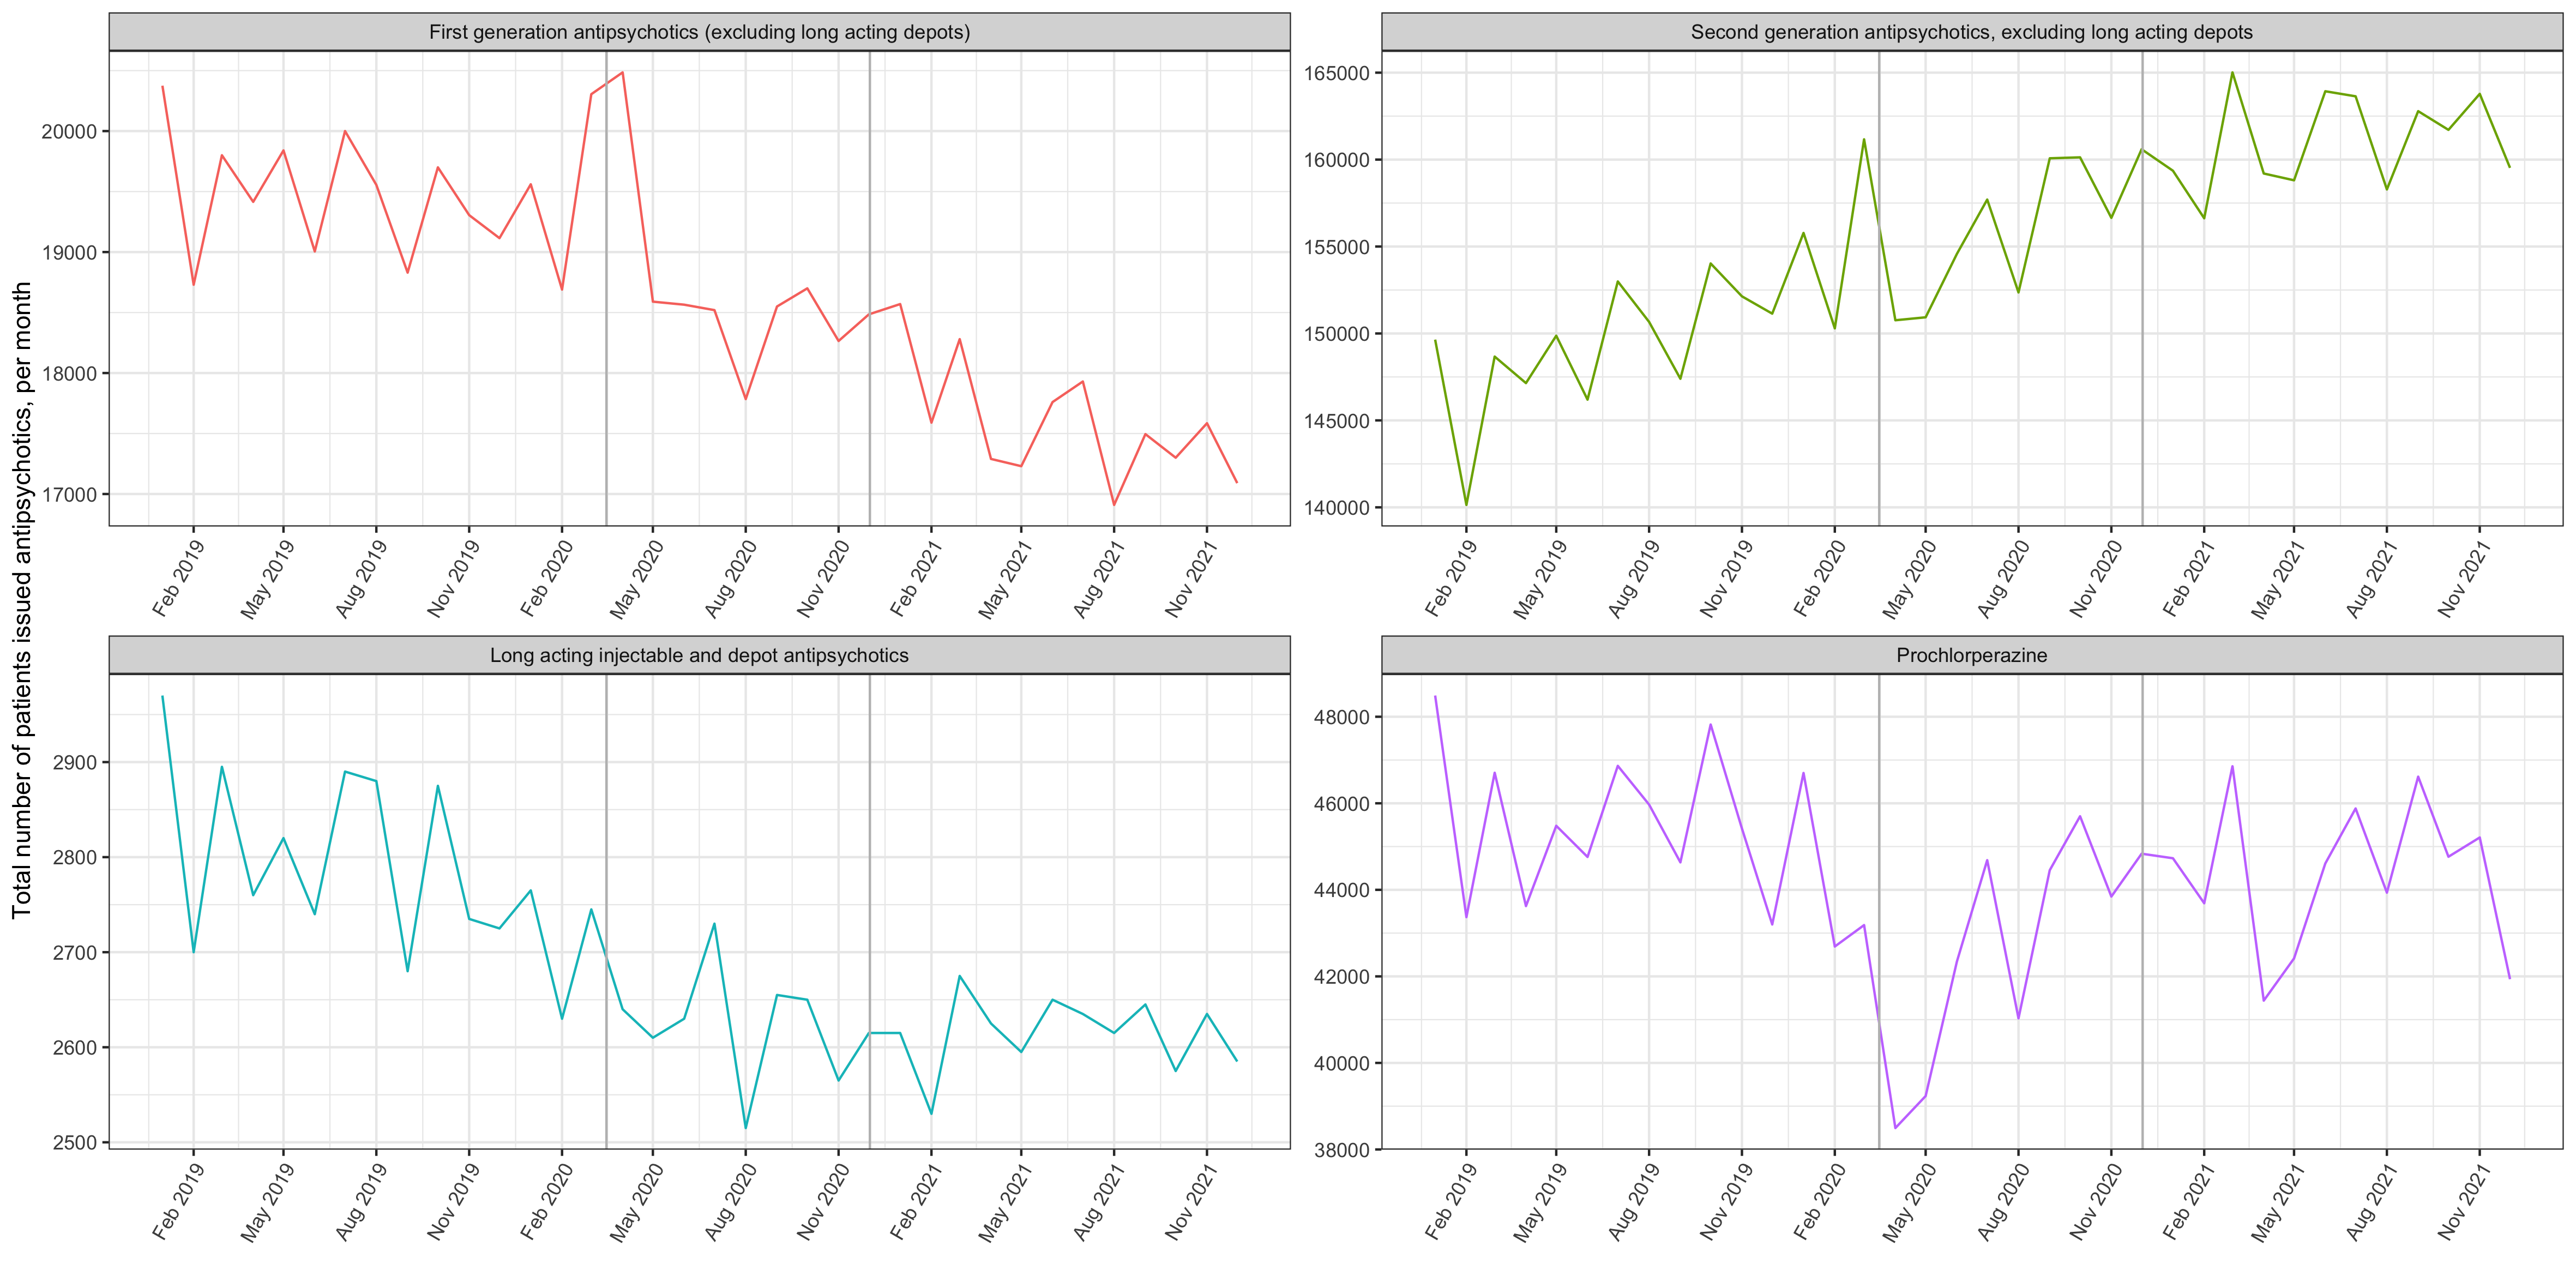 Total number of patients issued antipsychotics, per month
First generation antipsychotics (excluding long acting depots)
20000
19000
18000
17000
Feb 2019
May 2019
Aug 2019
Nov 2019
Feb 2020
May 2020
Aug 2020
Nov 2020
Feb 2021
May 2021
Aug 2021
Nov 2021
Second generation antipsychotics, excluding long acting depots
165000
160000
155000
150000
145000
140000
Feb 2019
May 2019
Aug 2019
Nov 2019
Feb 2020
May 2020
Aug 2020
Nov 2020
Feb 2021
May 2021
Aug 2021
Nov 2021
Long acting injectable and depot antipsychotics
2900
2800
2700
2600
2500
Feb 2019
May 2019
Aug 2019
Nov 2019
Feb 2020
May 2020
Aug 2020
Nov 2020
Feb 2021
May 2021
Aug 2021
Nov 2021
Prochlorperazine
48000
46000
44000
42000
40000
38000
Feb 2019
May 2019
Aug 2019
Nov 2019
Feb 2020
May 2020
Aug 2020
Nov 2020
Feb 2021
May 2021
Aug 2021
Nov 2021